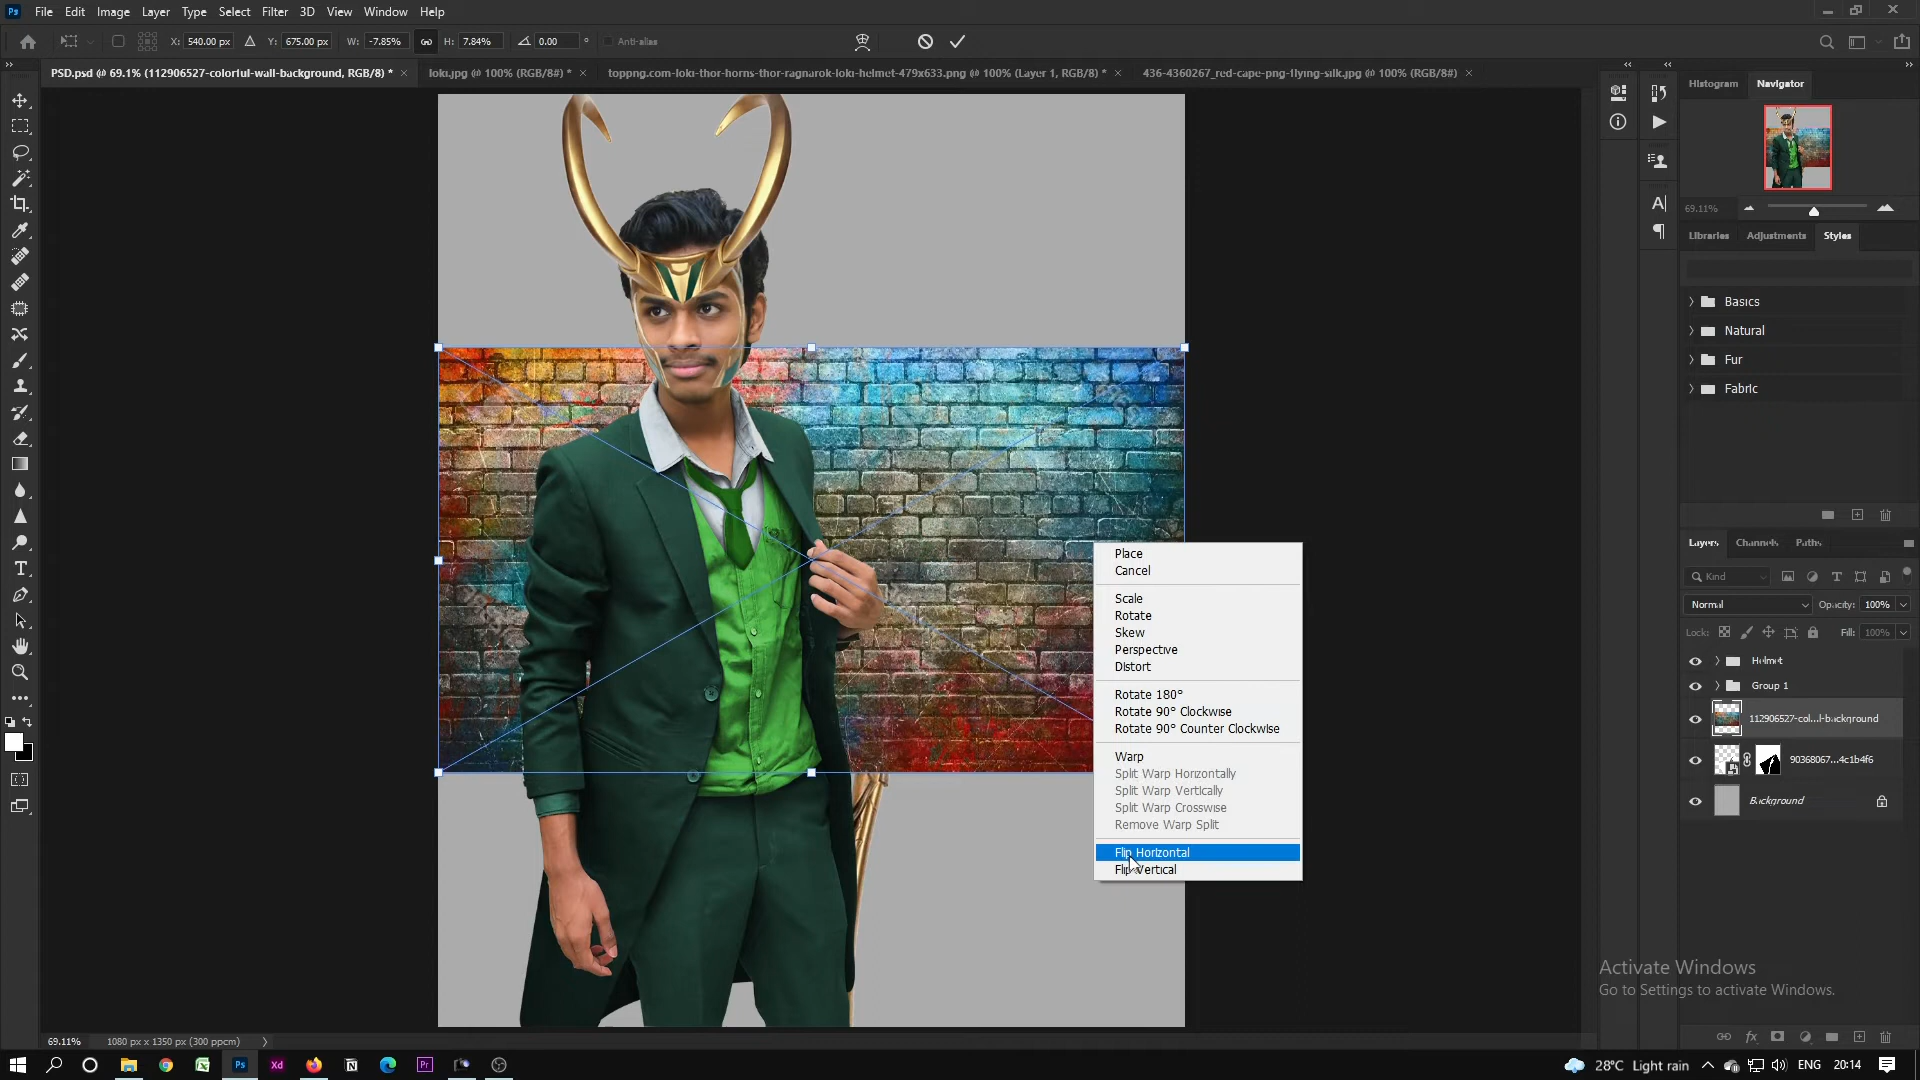 File Edit Image Layer Type Select Filter 3D View Window Help
X: 540.00 px Y: 675.00 px W: -7.85% H: 7.84% 0.00 ° Anti-alias
PSD.psd @ 69.1% (112906527-colorful-wall-background, RGB/8) * loki.jpg @ 100% (RGB/8#) * toppng.com-loki-thor-horns-thor-ragnarok-loki-helmet-479x633.png @ 100% (Layer 1, RGB/8) * 436-4360267_red-cape-png-flying-silk.jpg @ 100% (RGB/8#)
Histogram Navigator
69.11%
Libraries Adjustments Styles
Basics
Natural
Fur
Fabric
Place
Cancel
Scale
Rotate
Skew
Perspective
Distort
Rotate 180°
Rotate 90° Clockwise
Rotate 90° Counter Clockwise
Warp
Split Warp Horizontally
Split Warp Vertically
Split Warp Crosswise
Remove Warp Split
Flip Horizontal
Flip Vertical
Layers Channels Paths
Kind
Normal Opacity: 100%
Lock: Fill: 100%
Helmet
Group 1
112906527-col...l-background
90368067...4c1b4f6
Background
Activate Windows
Go to Settings to activate Windows.
69.11% 1080 px x 1350 px (300 ppcm)
28°C Light rain ENG 20:14